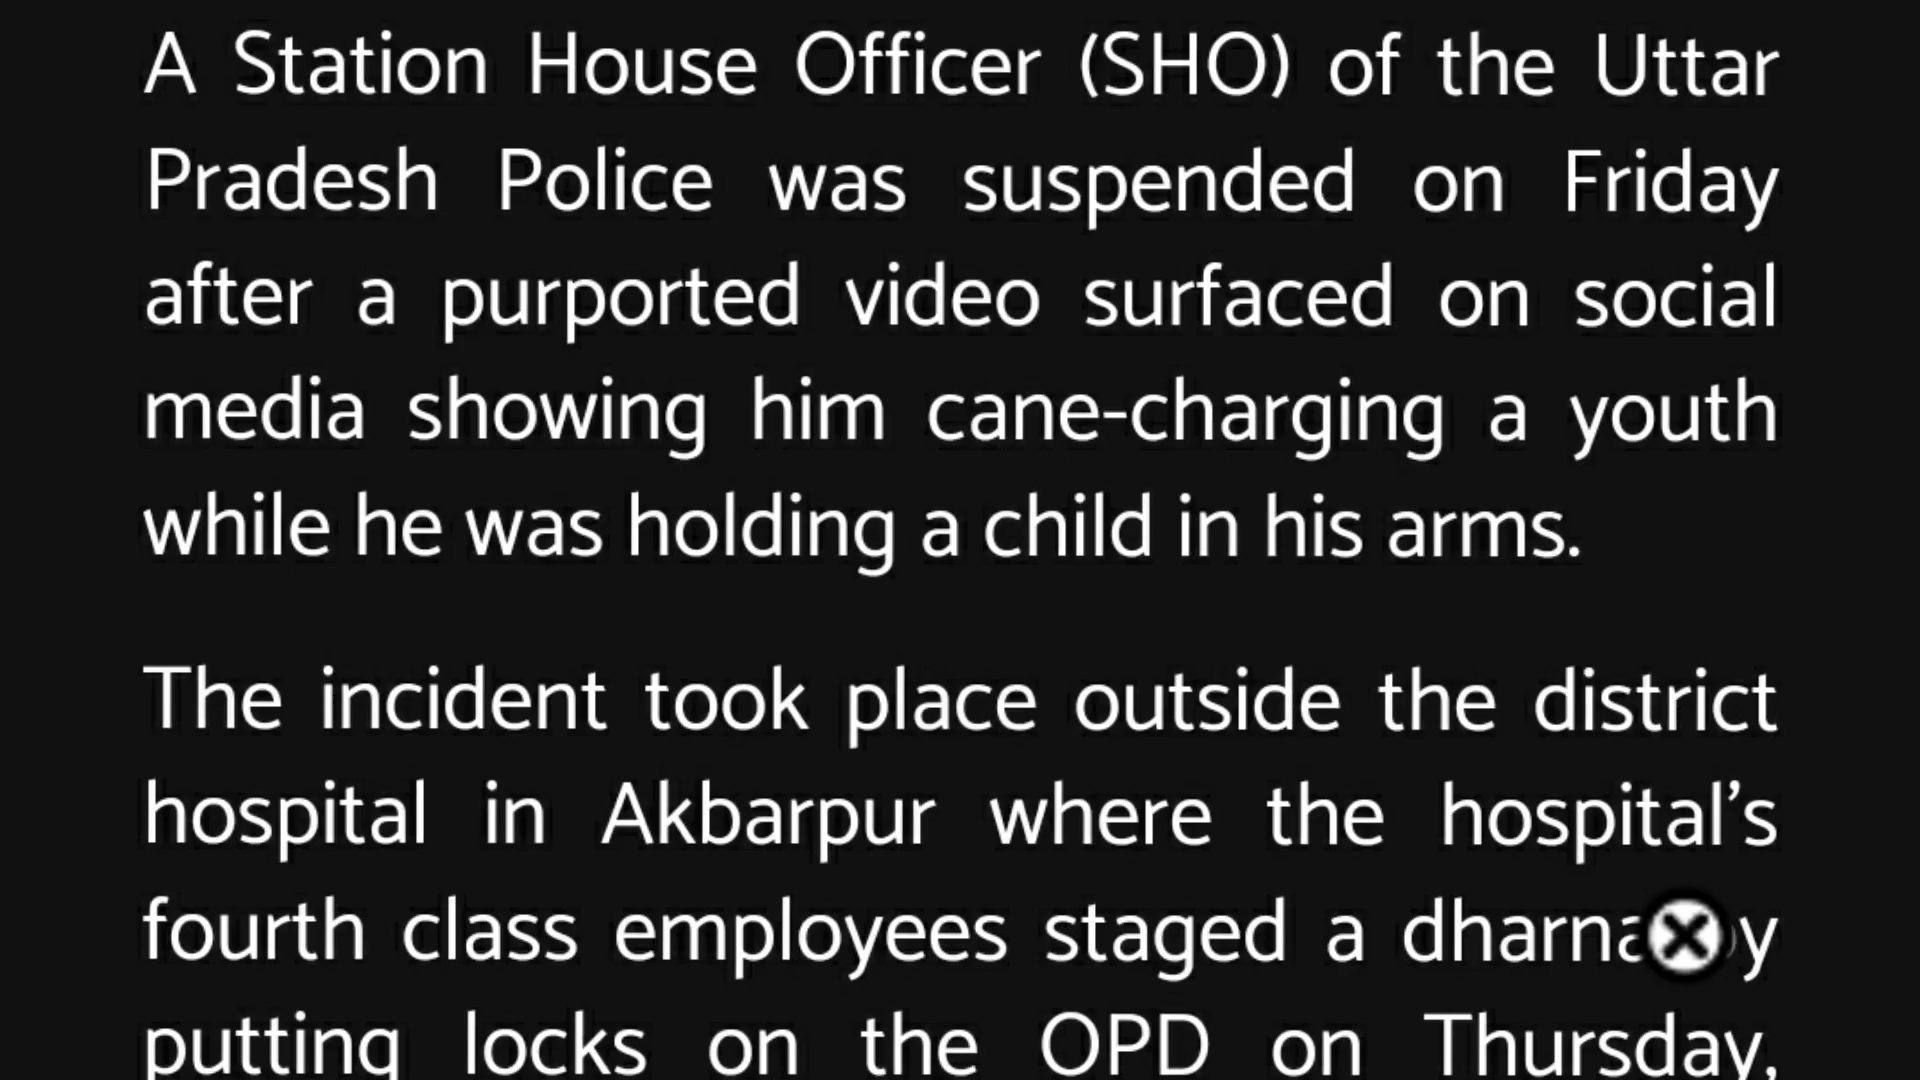 A Station House Officer (SHO) of the Uttar
Pradesh Police was suspended on Friday
after a purported video surfaced on social
media showing him cane-charging a youth
while he was holding a child in his arms.
The incident took place outside the district
hospital in Akbarpur where the hospital's
fourth class employees staged a dharna
putting locks on the OPD on Thursday,